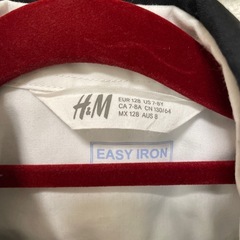 H&M
EUR 128 US 7-8Y
CA 7-8A CN 130/64
MX 128 AUS 8
EASY IRON